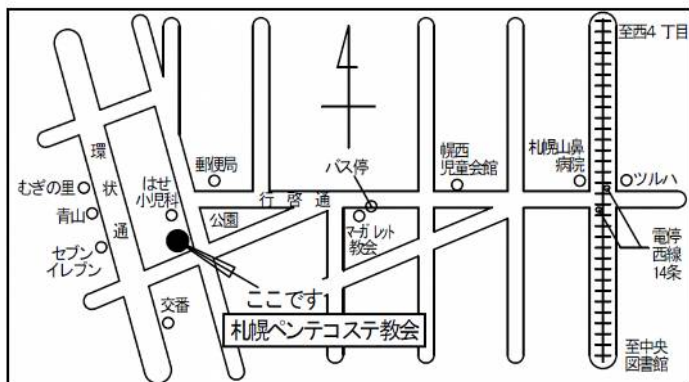 至西4丁目
環状通
むぎの里
青山
セブン
イレブン
はせ
小児科
郵便局
公園
行啓通
バス停
マーガレット
教会
幌西
児童会館
札幌山鼻
病院
ツルハ
電停
西線
14条
交番
ここです
札幌ペンテコステ教会
至中央
図書館